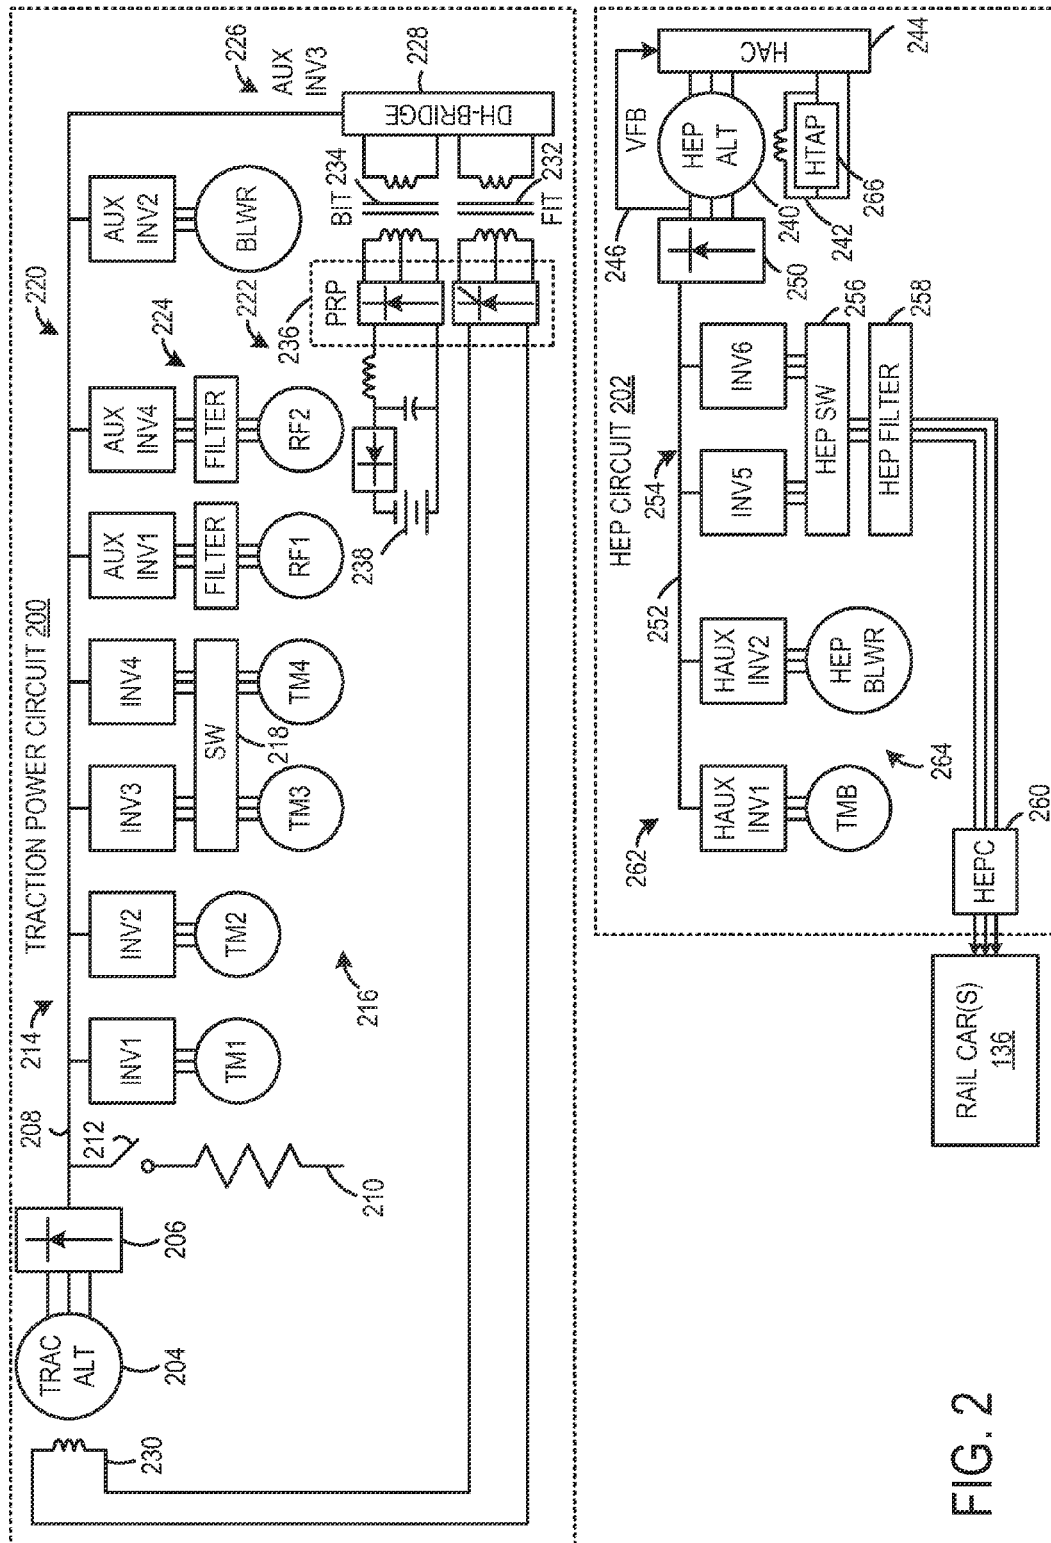 TRACTION POWER CIRCUIT 200
230
TRAC
ALT
204
206
208
212
210
214
INV1
TM1
INV2
TM2
216
INV3
TM3
SW
218
INV4
TM4
AUX
INV1
FILTER
RF1
AUX
INV4
FILTER
RF2
224
222
220
AUX
INV2
BLWR
226
AUX
INV3
DH-BRIDGE
228
BIT
234
FIT
232
PRP
236
238
HEP CIRCUIT 202
RAIL CAR(S)
136
HEPC
260
262
HAUX
INV1
TMB
264
HAUX
INV2
HEP
BLWR
252
254
INV5
INV6
HEP SW
256
HEP FILTER
258
250
246
VFB
HEP
ALT
240
242
HTAP
266
HAC
244
FIG. 2